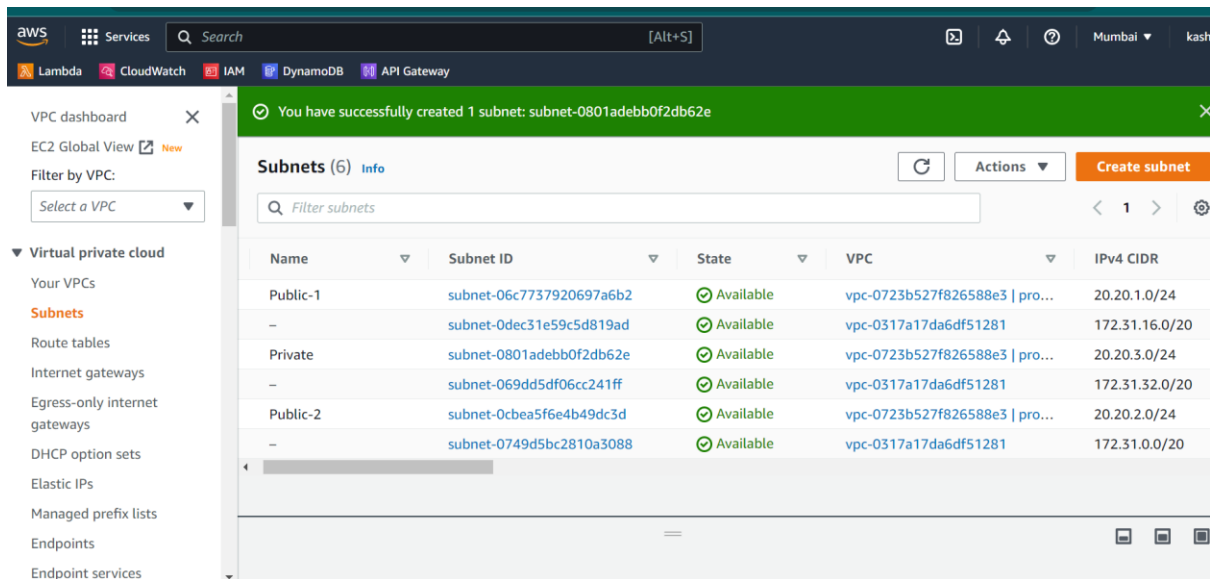 aws Services Search [Alt+S] Mumbai kash
Lambda CloudWatch IAM DynamoDB API Gateway
VPC dashboard
EC2 Global View New
Filter by VPC:
Select a VPC
Virtual private cloud
Your VPCs
Subnets
Route tables
Internet gateways
Egress-only internet
gateways
DHCP option sets
Elastic IPs
Managed prefix lists
Endpoints
Endpoint services
You have successfully created 1 subnet: subnet-0801adebb0f2db62e
Subnets (6) Info Actions Create subnet
Filter subnets 1
Name Subnet ID State VPC IPv4 CIDR
Public-1 subnet-06c7737920697a6b2 Available vpc-0723b527f826588e3 | pro... 20.20.1.0/24
– subnet-0dec31e59c5d819ad Available vpc-0317a17da6df51281 172.31.16.0/20
Private subnet-0801adebb0f2db62e Available vpc-0723b527f826588e3 | pro... 20.20.3.0/24
– subnet-069dd5df06cc241ff Available vpc-0317a17da6df51281 172.31.32.0/20
Public-2 subnet-0cbea5f6e4b49dc3d Available vpc-0723b527f826588e3 | pro... 20.20.2.0/24
– subnet-0749d5bc2810a3088 Available vpc-0317a17da6df51281 172.31.0.0/20